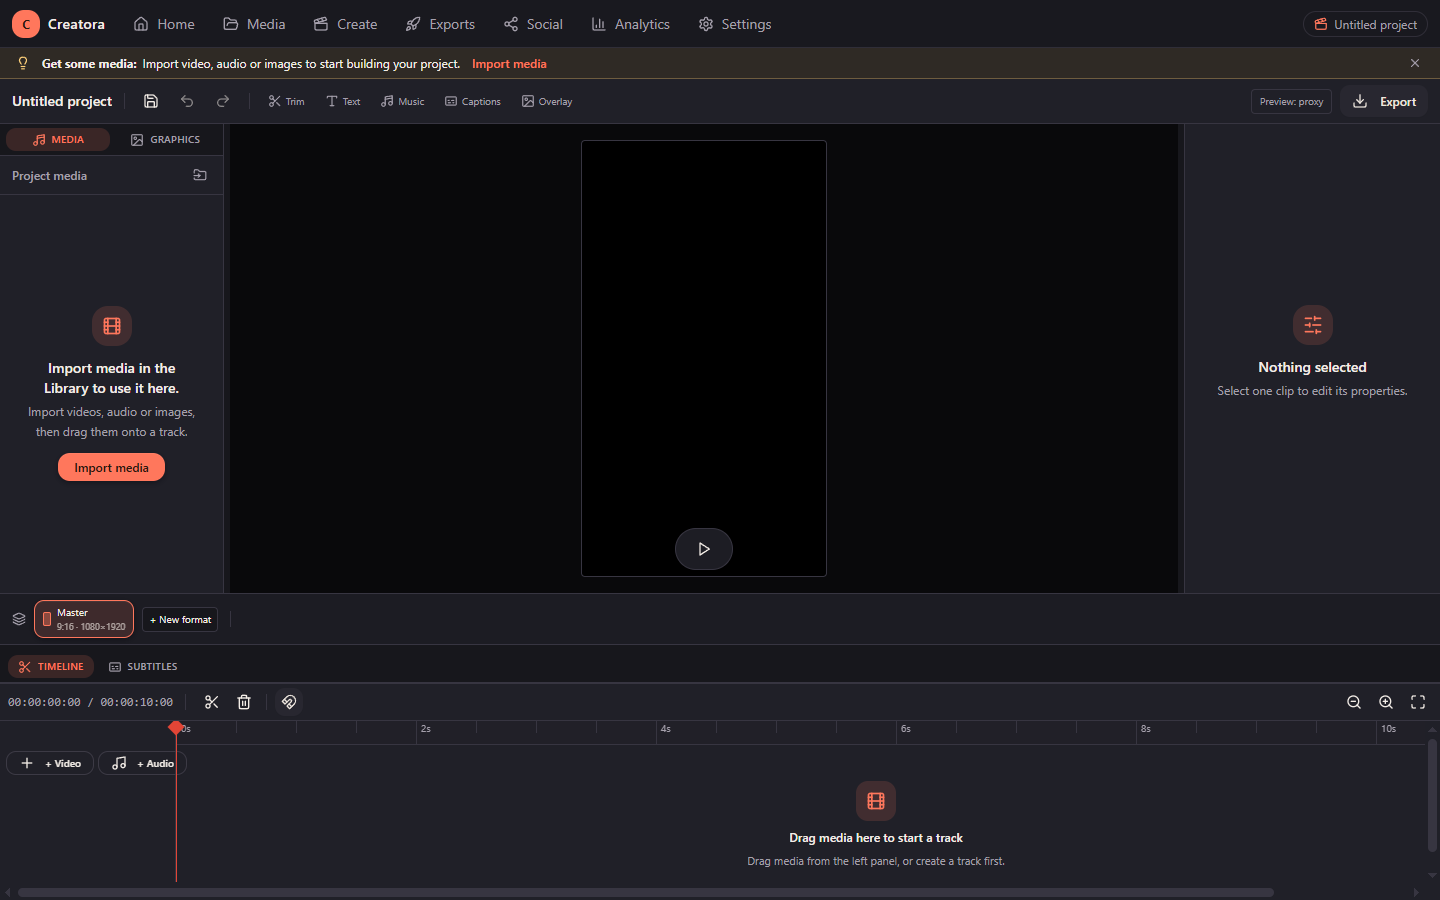 C Creatora Home Media Create Exports Social Analytics Settings Untitled project
Get some media: Import video, audio or images to start building your project. Import media
Untitled project Trim Text Music Captions Overlay Preview: proxy Export
MEDIA GRAPHICS
Project media
Import media in the
Library to use it here.
Import videos, audio or images,
then drag them onto a track.
Import media
Nothing selected
Select one clip to edit its properties.
Master
9:16 · 1080×1920
+ New format
TIMELINE SUBTITLES
00:00:00:00 / 00:00:10:00
0s 2s 4s 6s 8s 10s
+ Video + Audio
Drag media here to start a track
Drag media from the left panel, or create a track first.